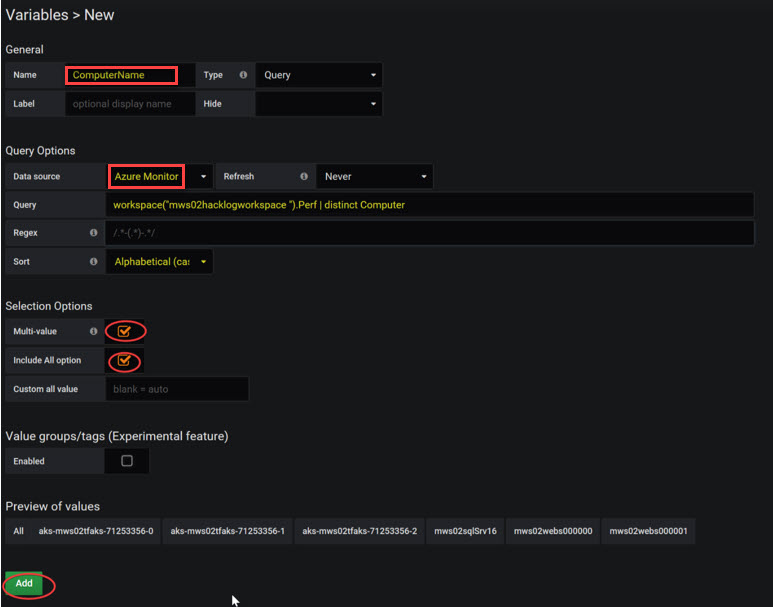 Variables > New
General
Name ComputerName Type Query
Label optional display name Hide
Query Options
Data source Azure Monitor Refresh Never
Query workspace("mws02hacklogworkspace ").Perf | distinct Computer
Regex /.*-(.*)-.*/
Sort Alphabetical (cas
Selection Options
Multi-value
Include All option
Custom all value blank = auto
Value groups/tags (Experimental feature)
Enabled
Preview of values
All aks-mws02tfaks-71253356-0 aks-mws02tfaks-71253356-1 aks-mws02tfaks-71253356-2 mws02sqlSrv16 mws02webs000000 mws02webs000001
Add